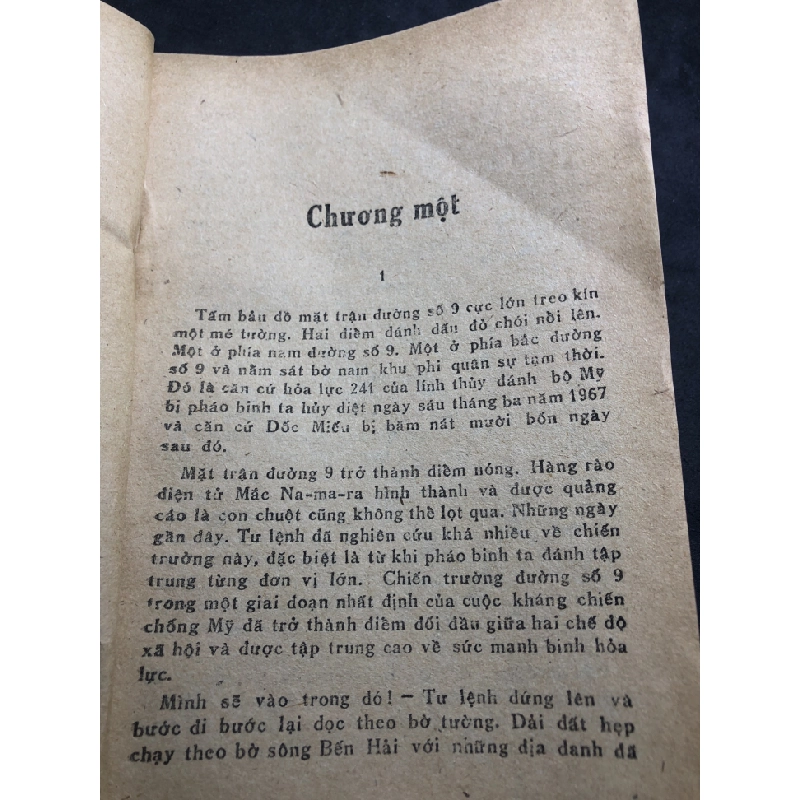 Chương một
1
Tấm bản đồ mặt trận đường số 9 cực lớn treo kín
một mé tường. Hai điểm đánh dấu đỏ chói nổi lên.
Một ở phía nam đường số 9. Một ở phía bắc đường
số 9 và nằm sát bờ nam khu phi quân sự tạm thời.
Đó là căn cứ hỏa lực 241 của lính thủy đánh bộ Mỹ
bị pháo binh ta hủy diệt ngày sáu tháng ba năm 1967
và căn cứ Dốc Miếu bị băm nát mười bốn ngày
sau đó.
Mặt trận đường 9 trở thành điểm nóng. Hàng rào
điện tử Mắc Na-ma-ra hình thành và được quảng
cáo là con chuột cũng không thể lọt qua. Những ngày
gần đây. Tư lệnh đã nghiên cứu khá nhiều về chiến
trường này, đặc biệt là từ khi pháo binh ta đánh tập
trung từng đơn vị lớn. Chiến trường đường số 9
trong một giai đoạn nhất định của cuộc kháng chiến
chống Mỹ đã trở thành điểm đối đầu giữa hai chế độ
xã hội và được tập trung cao về sức mạnh binh hỏa
lực.
Mình sẽ vào trong đó! — Tư lệnh đứng lên và
bước đi bước lại dọc theo bờ tường. Dải đất hẹp
chạy theo bờ sông Bến Hải với những địa danh đã